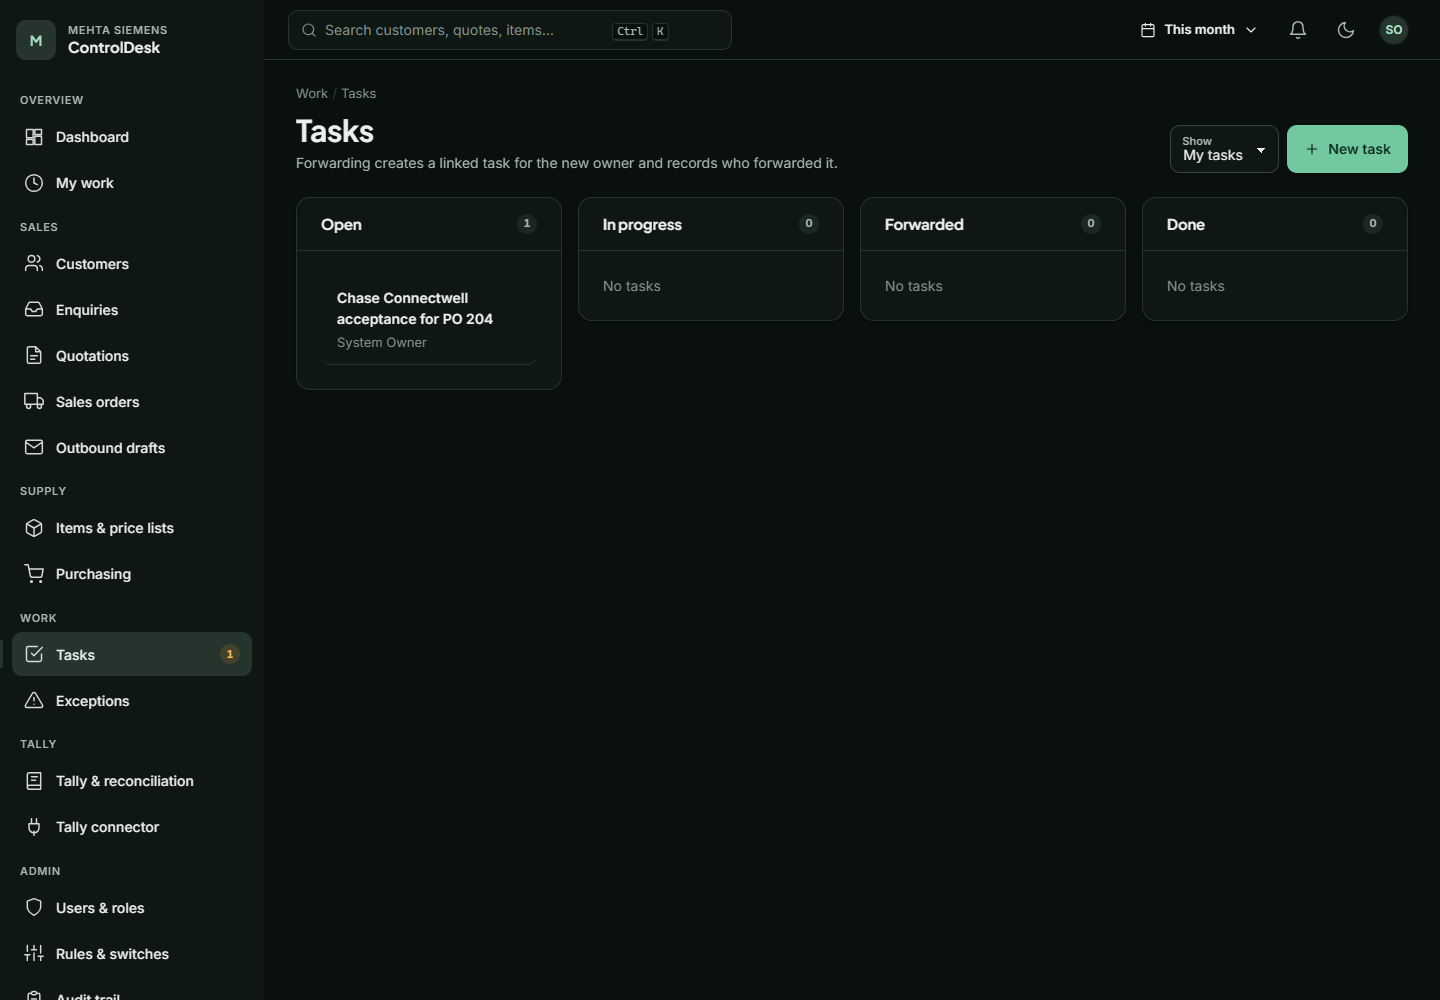 M
MEHTA SIEMENS
ControlDesk
Search customers, quotes, items...
Ctrl K
This month
SO
OVERVIEW
Dashboard
My work
SALES
Customers
Enquiries
Quotations
Sales orders
Outbound drafts
SUPPLY
Items & price lists
Purchasing
WORK
Tasks 1
Exceptions
TALLY
Tally & reconciliation
Tally connector
ADMIN
Users & roles
Rules & switches
Audit trail
Work / Tasks
Tasks
Forwarding creates a linked task for the new owner and records who forwarded it.
Show
My tasks
New task
Open 1
Chase Connectwell
acceptance for PO 204
System Owner
In progress 0
No tasks
Forwarded 0
No tasks
Done 0
No tasks